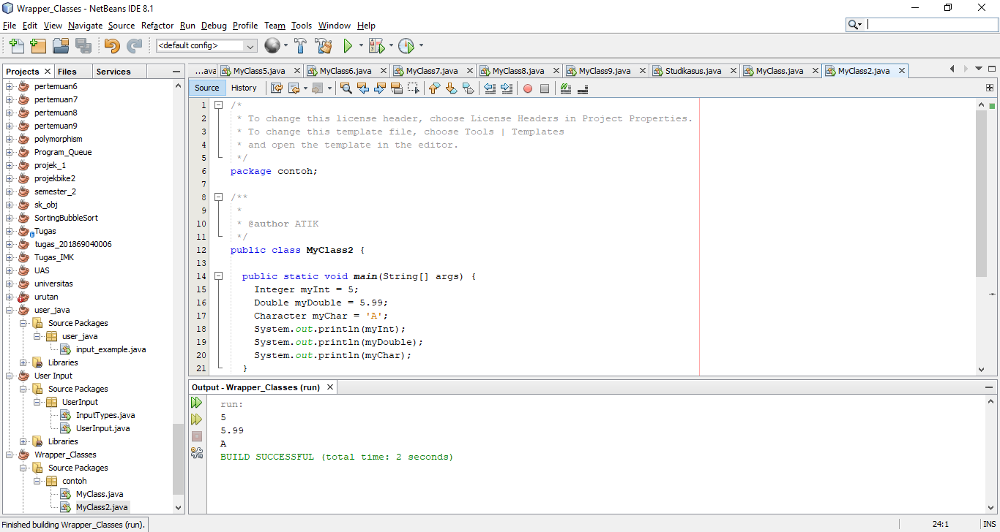 Wrapper_Classes - NetBeans IDE 8.1
File Edit View Navigate Source Refactor Run Debug Profile Team Tools Window Help
<default config>
Projects Files Services
pertemuan6
pertemuan7
pertemuan8
pertemuan9
polymorphism
Program_Queue
projek_1
projekbike2
semester_2
sk_obj
SortingBubbleSort
Tugas
tugas_201869040006
Tugas_IMK
UAS
universitas
urutan
user_java
Source Packages
user_java
input_example.java
Libraries
User Input
Source Packages
UserInput
InputTypes.java
UserInput.java
Libraries
Wrapper_Classes
Source Packages
contoh
MyClass.java
MyClass2.java
...ava MyClass5.java MyClass6.java MyClass7.java MyClass8.java MyClass9.java Studikasus.java MyClass.java MyClass2.java
Source History
1 /*
2 * To change this license header, choose License Headers in Project Properties.
3 * To change this template file, choose Tools | Templates
4 * and open the template in the editor.
5 */
6 package contoh;
7
8 /**
9 *
10 * @author ATIK
11 */
12 public class MyClass2 {
13
14 public static void main(String[] args) {
15 Integer myInt = 5;
16 Double myDouble = 5.99;
17 Character myChar = 'A';
18 System.out.println(myInt);
19 System.out.println(myDouble);
20 System.out.println(myChar);
21 }
Output - Wrapper_Classes (run)
run:
5
5.99
A
BUILD SUCCESSFUL (total time: 2 seconds)
Finished building Wrapper_Classes (run).
24:1 INS